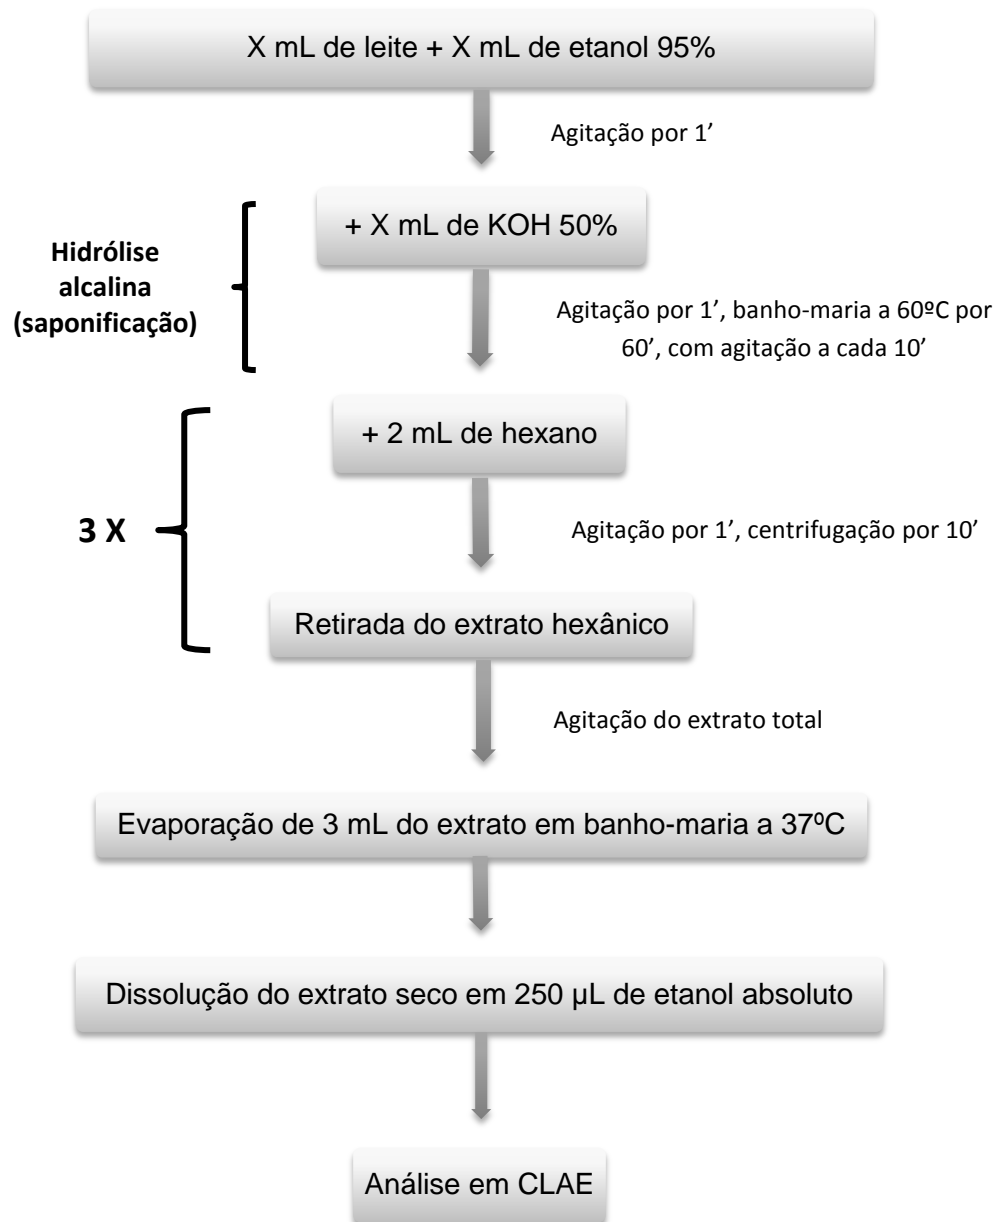 X mL de leite + X mL de etanol 95%
Agitação por 1’
+ X mL de KOH 50%
Hidrólise
alcalina
(saponificação)
Agitação por 1’, banho-maria a 60ºC por
60’, com agitação a cada 10’
+ 2 mL de hexano
3 X
Agitação por 1’, centrifugação por 10’
Retirada do extrato hexânico
Agitação do extrato total
Evaporação de 3 mL do extrato em banho-maria a 37ºC
Dissolução do extrato seco em 250 µL de etanol absoluto
Análise em CLAE